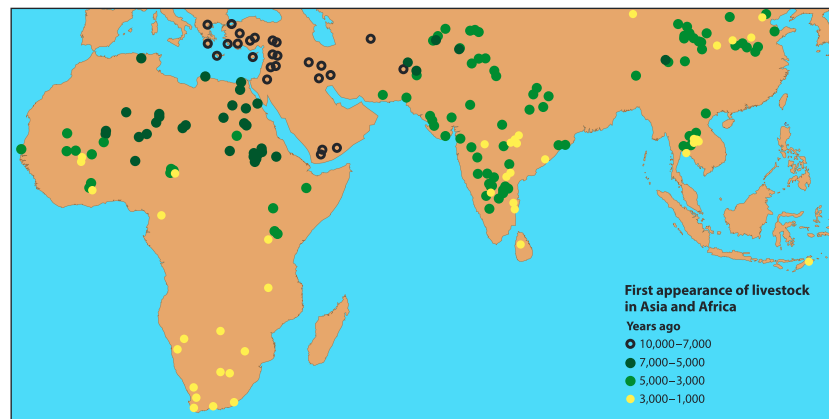 First appearance of livestock
in Asia and Africa
Years ago
10,000–7,000
7,000–5,000
5,000–3,000
3,000–1,000